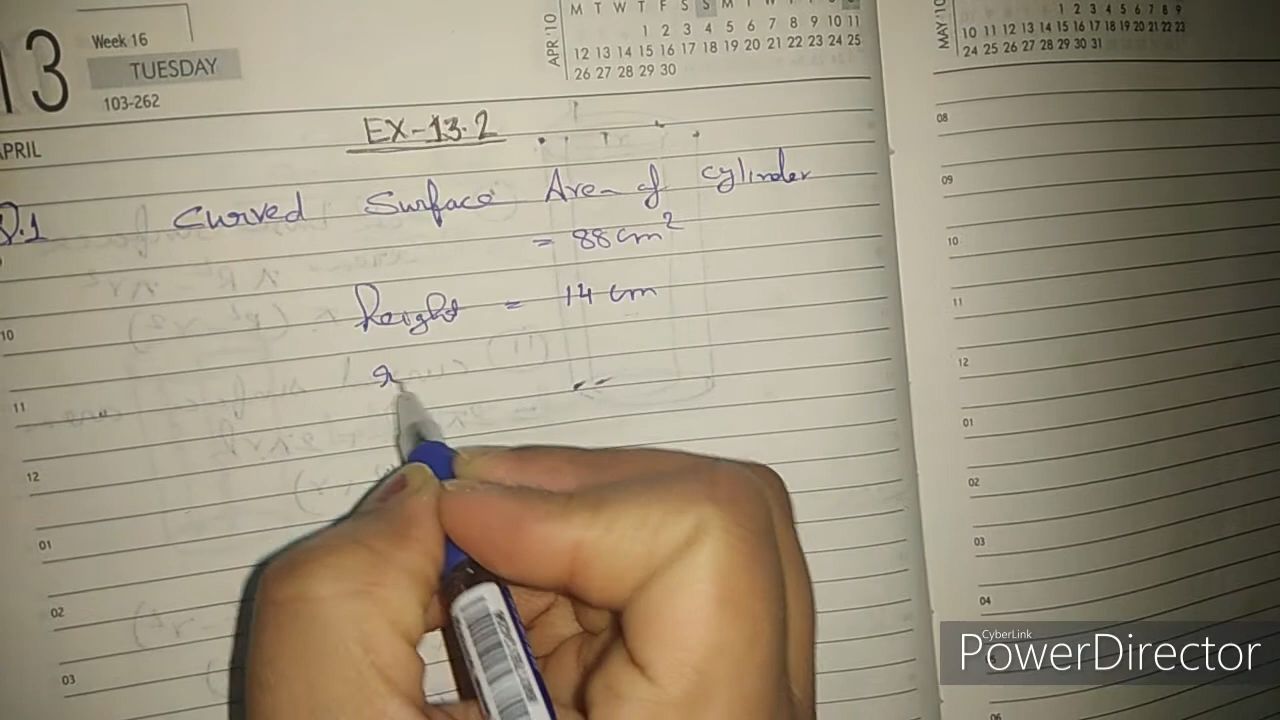 13
Week 16
TUESDAY
103-262
APRIL
APR '10
M T W T F S S M T W
1 2 3 4 5 6 7 8 9 10 11
12 13 14 15 16 17 18 19 20 21 22 23 24 25
26 27 28 29 30
MAY '10
1 2 3 4 5 6 7 8 9
10 11 12 13 14 15 16 17 18 19 20 21 22 23
24 25 26 27 28 29 30 31
EX-13.2
Q.1 Curved Surface Area of cylinder
= 88 cm²
height = 14 cm
r
10
11
12
01
02
03
08
09
10
11
12
01
02
03
04
06
CyberLink
PowerDirector